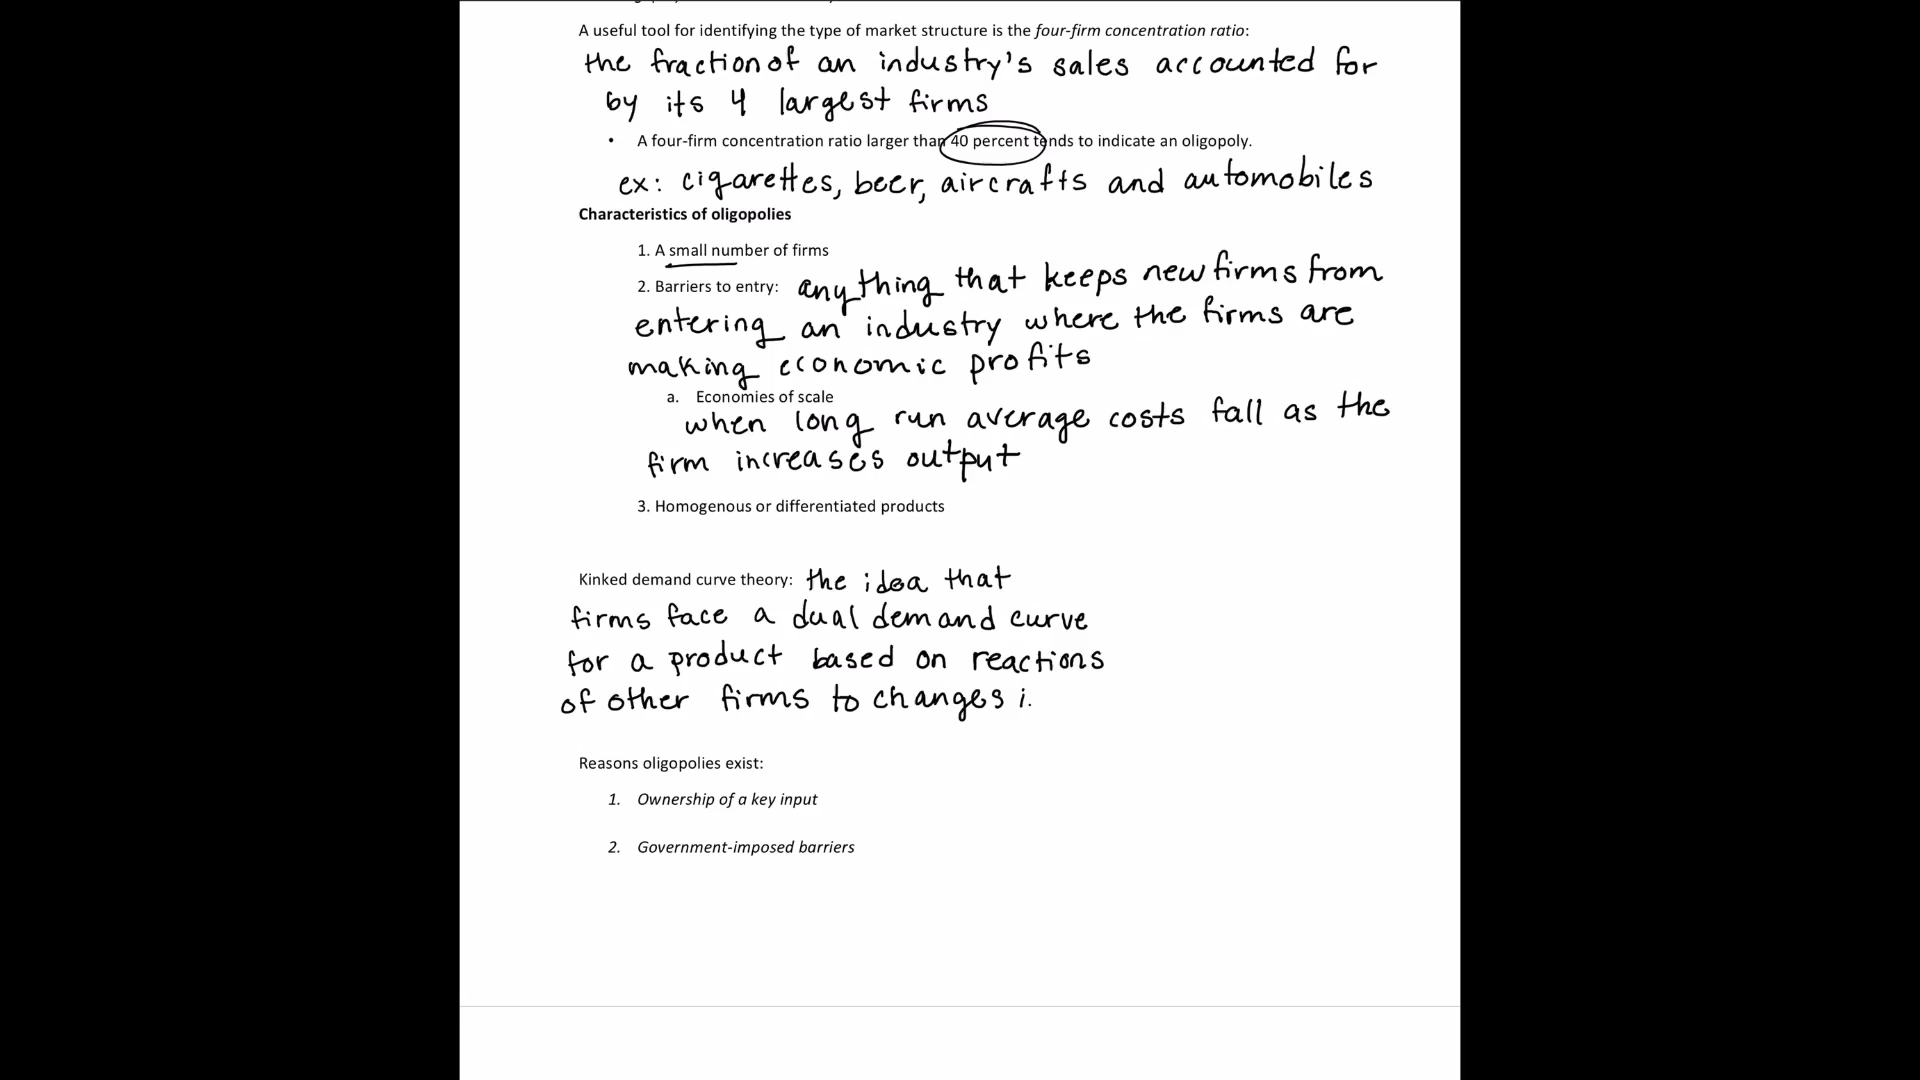 A useful tool for identifying the type of market structure is the four-firm concentration ratio:
the fraction of an industry's sales accounted for
by its 4 largest firms
• A four-firm concentration ratio larger than 40 percent tends to indicate an oligopoly.
ex: cigarettes, beer, aircrafts and automobiles
Characteristics of oligopolies
1. A small number of firms
2. Barriers to entry: anything that keeps new firms from
entering an industry where the firms are
making economic profits
a. Economies of scale
when long run average costs fall as the
firm increases output
3. Homogenous or differentiated products
Kinked demand curve theory: the idea that
firms face a dual demand curve
for a product based on reactions
of other firms to changes i
Reasons oligopolies exist:
1. Ownership of a key input
2. Government-imposed barriers